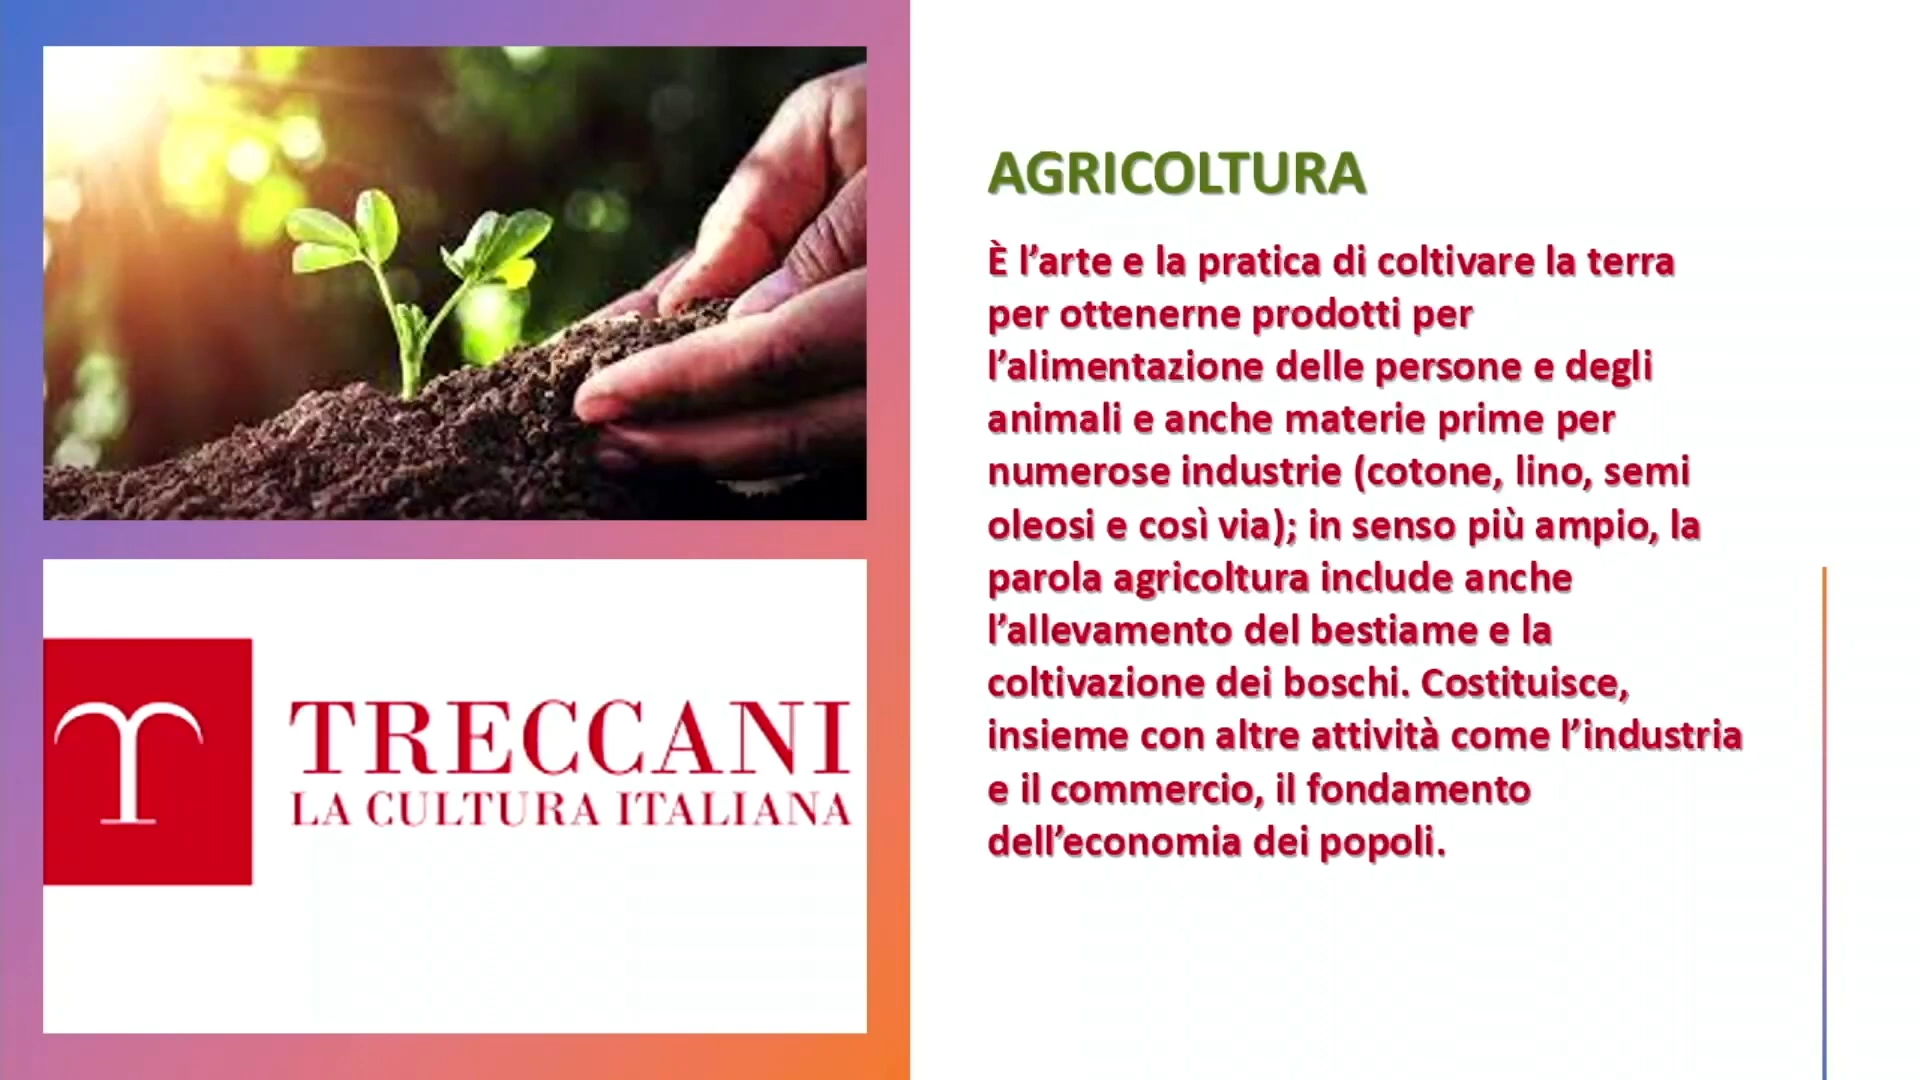 TRECCANI
LA CULTURA ITALIANA
AGRICOLTURA
È l’arte e la pratica di coltivare la terra
per ottenerne prodotti per
l’alimentazione delle persone e degli
animali e anche materie prime per
numerose industrie (cotone, lino, semi
oleosi e così via); in senso più ampio, la
parola agricoltura include anche
l’allevamento del bestiame e la
coltivazione dei boschi. Costituisce,
insieme con altre attività come l’industria
e il commercio, il fondamento
dell’economia dei popoli.